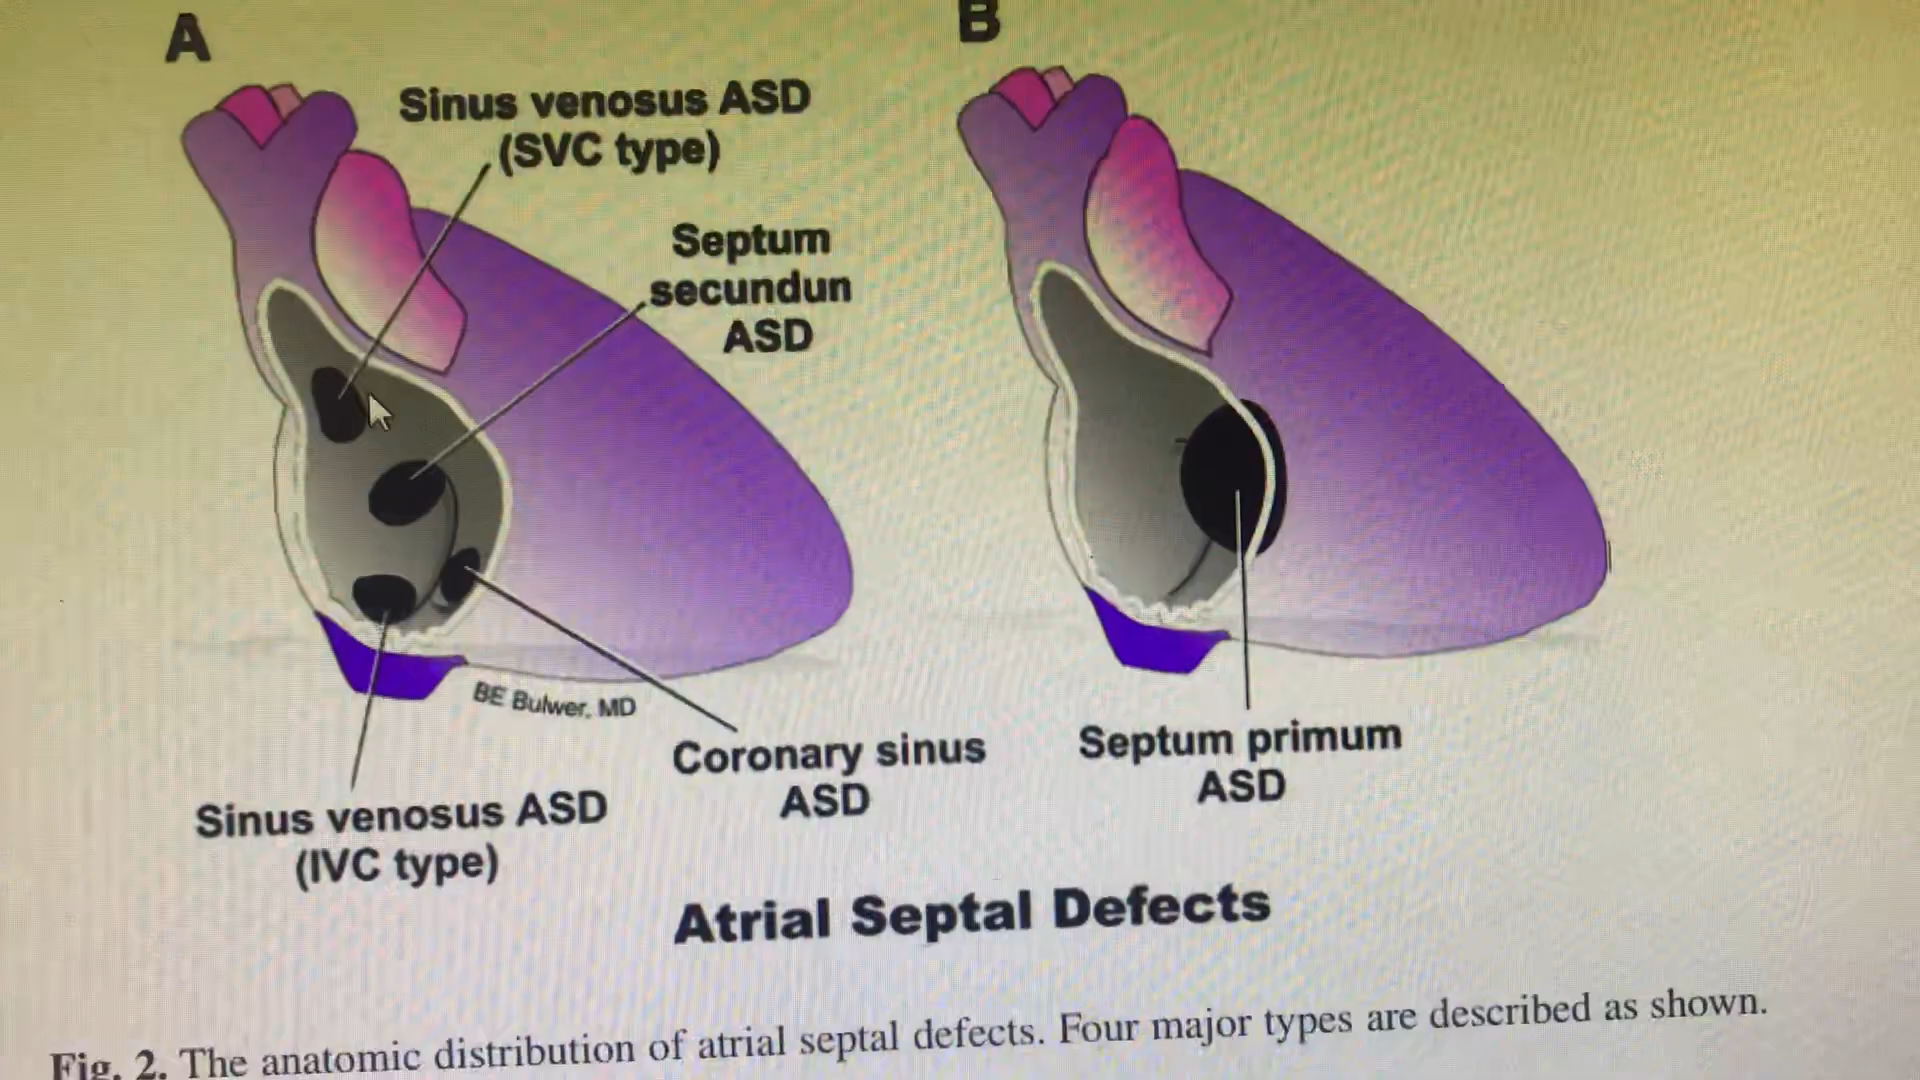 A
B
Sinus venosus ASD
(SVC type)
Septum
secundun
ASD
BE Bulwer, MD
Coronary sinus
ASD
Septum primum
ASD
Sinus venosus ASD
(IVC type)
Atrial Septal Defects
Fig. 2. The anatomic distribution of atrial septal defects. Four major types are described as shown.